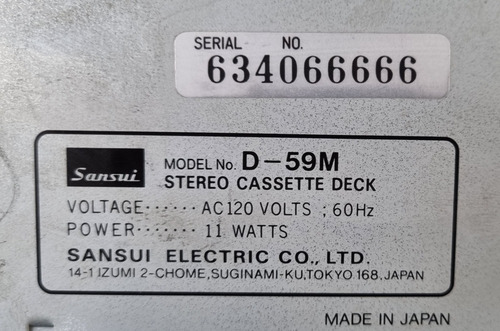 SERIAL NO.
634066666
Sansui
MODEL No. D-59M
STEREO CASSETTE DECK
VOLTAGE······ AC120 VOLTS ; 60Hz
POWER······· 11 WATTS
SANSUI ELECTRIC CO., LTD.
14-1 IZUMI 2-CHOME, SUGINAMI-KU, TOKYO 168, JAPAN
MADE IN JAPAN